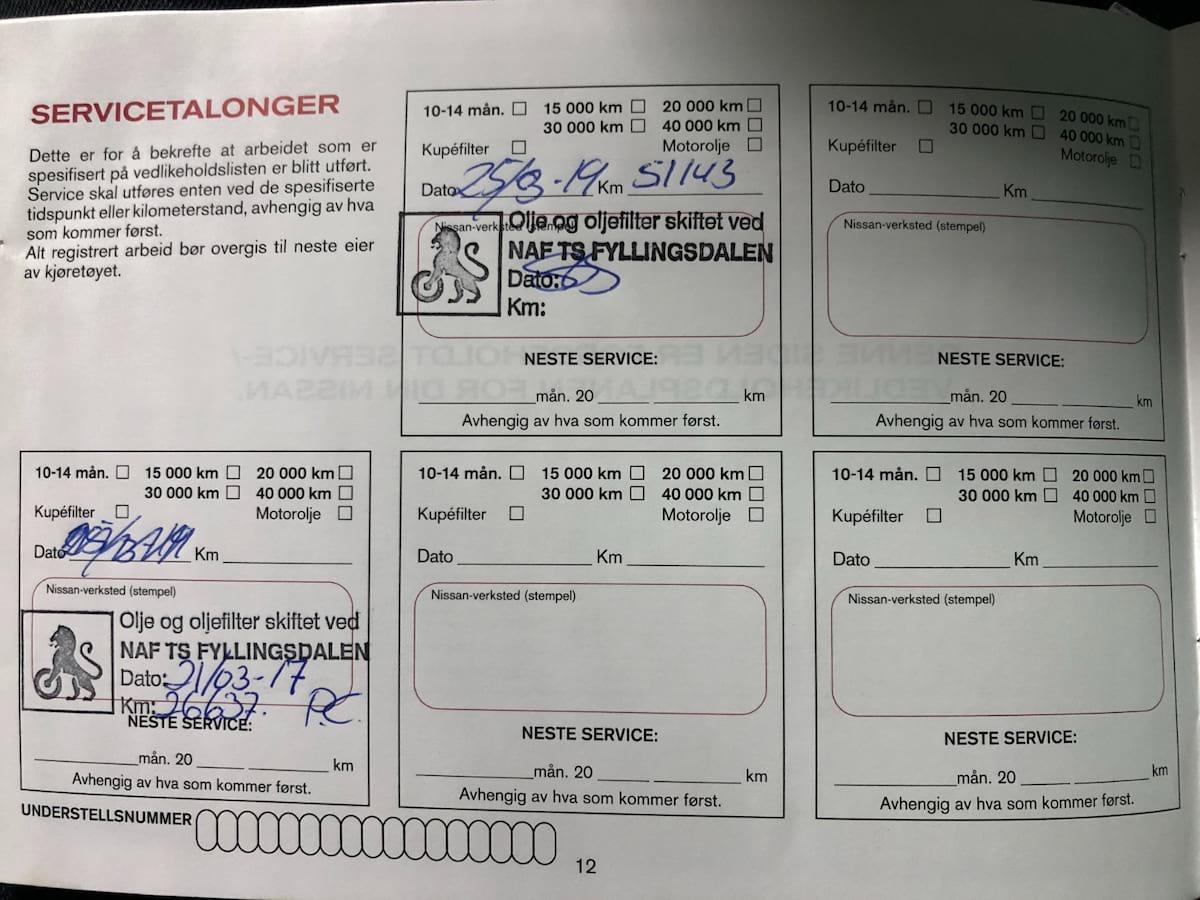 SERVICETALONGER
Dette er for å bekrefte at arbeidet som er
spesifisert på vedlikeholdslisten er blitt utført.
Service skal utføres enten ved de spesifiserte
tidspunkt eller kilometerstand, avhengig av hva
som kommer først.
Alt registrert arbeid bør overgis til neste eier
av kjøretøyet.
10-14 mån. 15 000 km 20 000 km
30 000 km 40 000 km
Kupéfilter Motorolje
Dato 25/03-19 Km 51143
Nissan-verksted (stempel)
Olje og oljefilter skiftet ved
NAF TS FYLLINGSDALEN
Dato:
Km:
NESTE SERVICE:
mån. 20 km
Avhengig av hva som kommer først.
10-14 mån. 15 000 km 20 000 km
30 000 km 40 000 km
Kupéfilter Motorolje
Dato Km
Nissan-verksted (stempel)
NESTE SERVICE:
mån. 20 km
Avhengig av hva som kommer først.
10-14 mån. 15 000 km 20 000 km
30 000 km 40 000 km
Kupéfilter Motorolje
Dato Km
Nissan-verksted (stempel)
Olje og oljefilter skiftet ved
NAF TS FYLLINGSDALEN
Dato: 21/03-17
Km: 26637. P.C.
NESTE SERVICE:
mån. 20 km
Avhengig av hva som kommer først.
10-14 mån. 15 000 km 20 000 km
30 000 km 40 000 km
Kupéfilter Motorolje
Dato Km
Nissan-verksted (stempel)
NESTE SERVICE:
mån. 20 km
Avhengig av hva som kommer først.
10-14 mån. 15 000 km 20 000 km
30 000 km 40 000 km
Kupéfilter Motorolje
Dato Km
Nissan-verksted (stempel)
NESTE SERVICE:
mån. 20 km
Avhengig av hva som kommer først.
UNDERSTELLSNUMMER
12